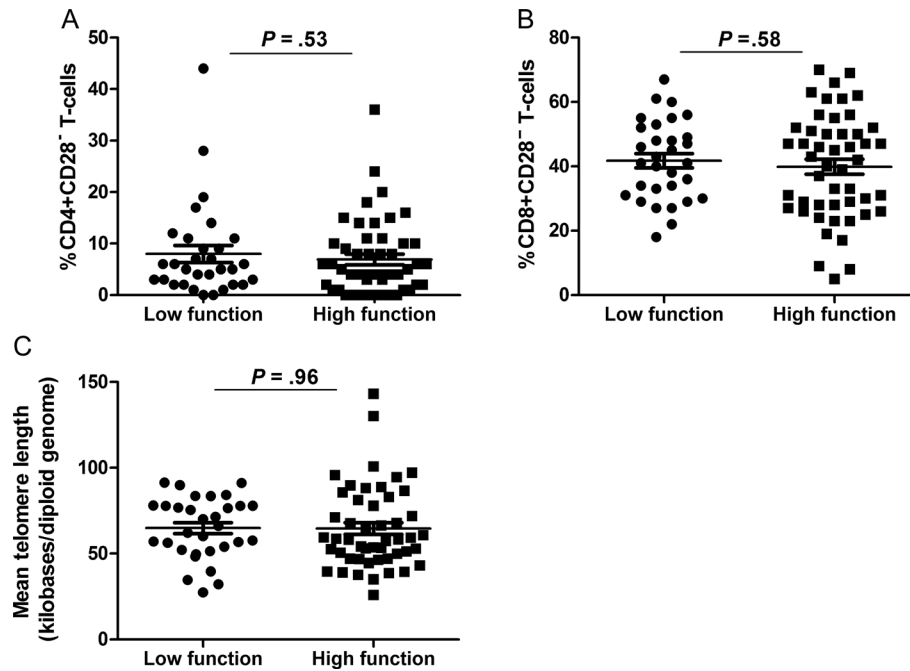 A
P = .53
%CD4+CD28⁻ T-cells
50
40
30
20
10
0
Low function
High function
B
P = .58
%CD8+CD28⁻ T-cells
80
60
40
20
0
Low function
High function
C
P = .96
Mean telomere length
(kilobases/diploid genome)
150
100
50
0
Low function
High function